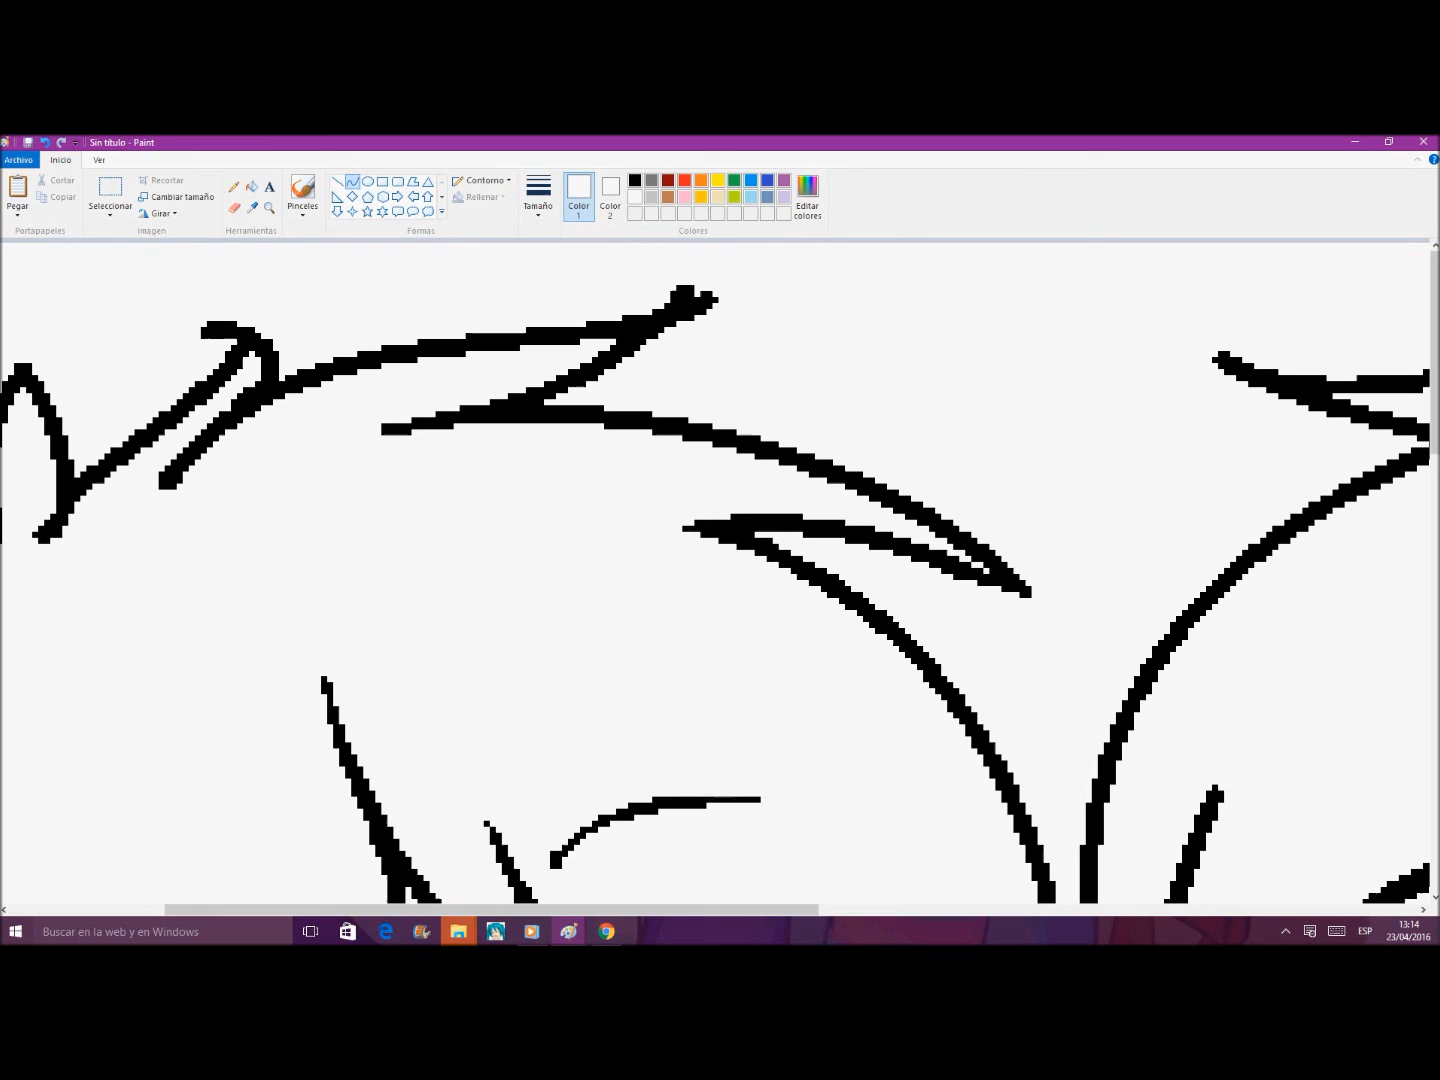 Sin título - Paint
Archivo Inicio Ver
Pegar Cortar Copiar
Portapapeles
Seleccionar Recortar Cambiar tamaño Girar
Imagen
A
Herramientas
Pinceles
Contorno
Rellenar
Formas
Tamaño
Color 1
Color 2
Editar colores
Colores
Buscar en la web y en Windows
ESP
13:14
23/04/2016